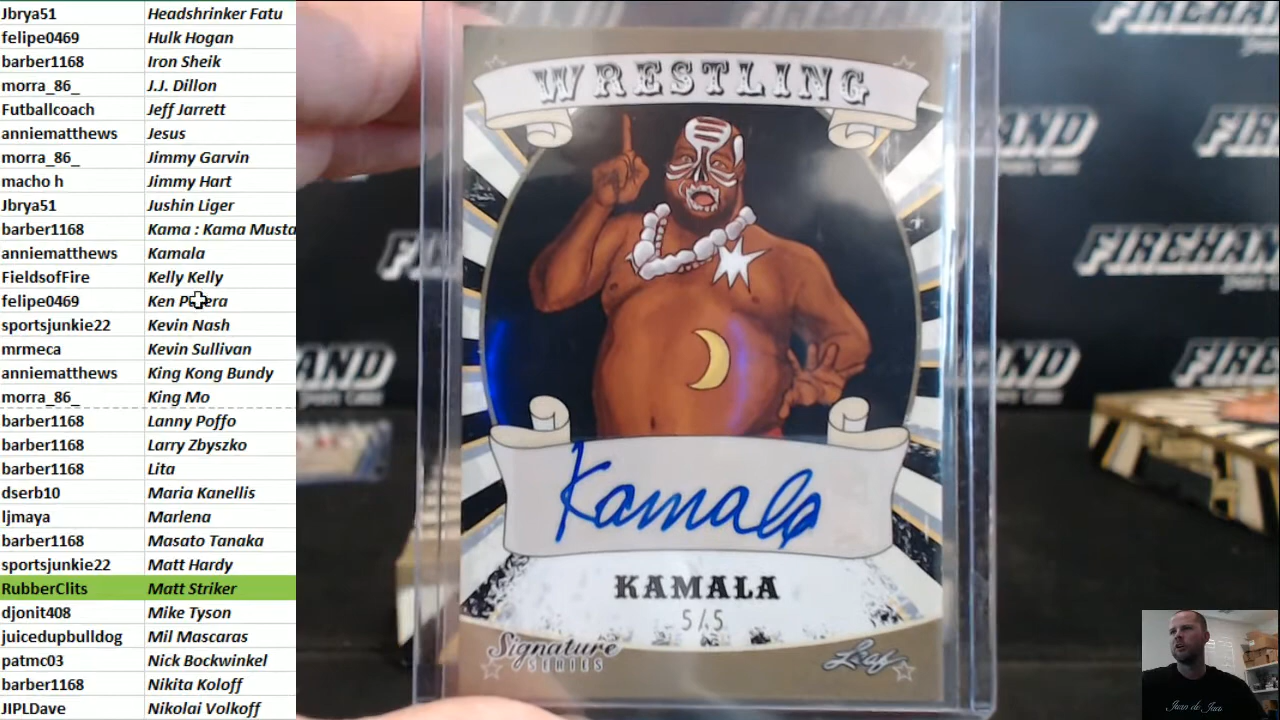 Jbrya51 Headshrinker Fatu
felipe0469 Hulk Hogan
barber1168 Iron Sheik
morra_86_ J.J. Dillon
Futballcoach Jeff Jarrett
anniematthews Jesus
morra_86_ Jimmy Garvin
macho h Jimmy Hart
Jbrya51 Jushin Liger
barber1168 Kama : Kama Musta
anniematthews Kamala
FieldsofFire Kelly Kelly
felipe0469 Ken
sportsjunkie22 Kevin Nash
mrmeca Kevin Sullivan
anniematthews King Kong Bundy
morra_86_ King Mo
barber1168 Lanny Poffo
barber1168 Larry Zbyszko
barber1168 Lita
dserb10 Maria Kanellis
ljmaya Marlena
barber1168 Masato Tanaka
sportsjunkie22 Matt Hardy
RubberClits Matt Striker
djonit408 Mike Tyson
juicedupbulldog Mil Mascaras
patmc03 Nick Bockwinkel
barber1168 Nikita Koloff
JIPLDave Nikolai Volkoff
WRESTLING
Kamala
KAMALA
5/5
Signature
SERIES
Leaf
FIREHAND
FIREHAND
FIREHAND